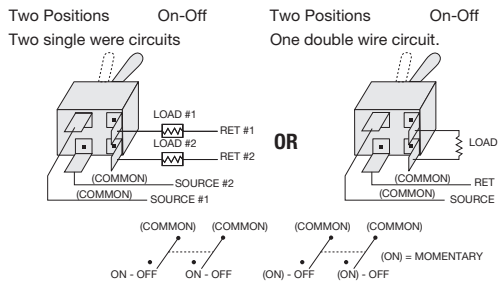 Two Positions On-Off
Two single were circuits
LOAD #1
RET #1
LOAD #2
RET #2
(COMMON)
SOURCE #2
(COMMON)
SOURCE #1
OR
Two Positions On-Off
One double wire circuit.
LOAD
(COMMON)
RET
(COMMON)
SOURCE
(COMMON) (COMMON) (COMMON) (COMMON)
(ON) = MOMENTARY
ON - OFF ON - OFF (ON) - OFF (ON) - OFF